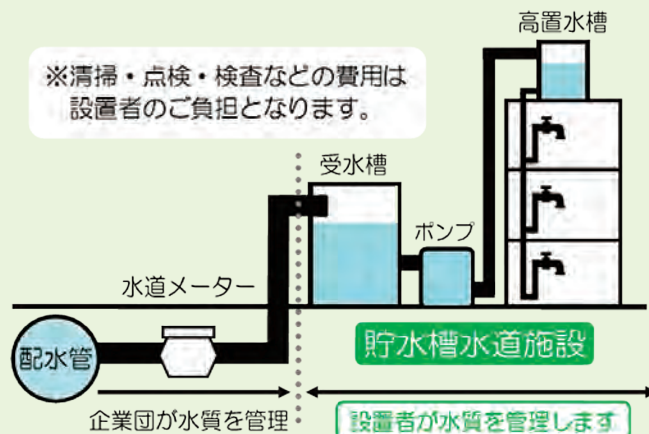 高置水槽
※清掃・点検・検査などの費用は
設置者のご負担となります。
受水槽
ポンプ
水道メーター
配水管
貯水槽水道施設
企業団が水質を管理
設置者が水質を管理します